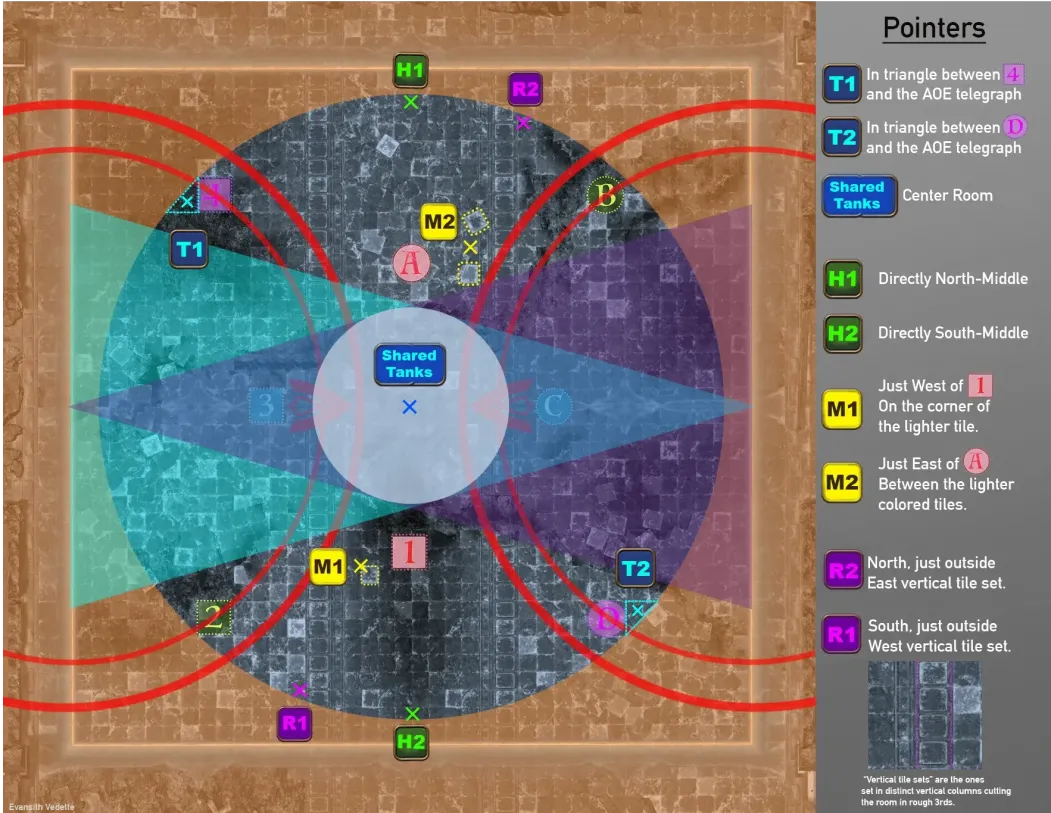 H1
R2
4
B
M2
T1
A
Shared
Tanks
3
C
1
M1
T2
2
D
R1
H2
Evansith Vedette
Pointers
T1 In triangle between 4
and the AOE telegraph
T2 In triangle between D
and the AOE telegraph
Shared
Tanks
Center Room
H1 Directly North-Middle
H2 Directly South-Middle
Just West of 1
M1 On the corner of
the lighter tile.
Just East of A
M2 Between the lighter
colored tiles.
R2 North, just outside
East vertical tile set.
R1 South, just outside
West vertical tile set.
"Vertical tile sets" are the ones
set in distinct vertical columns cutting
the room in rough 3rds.